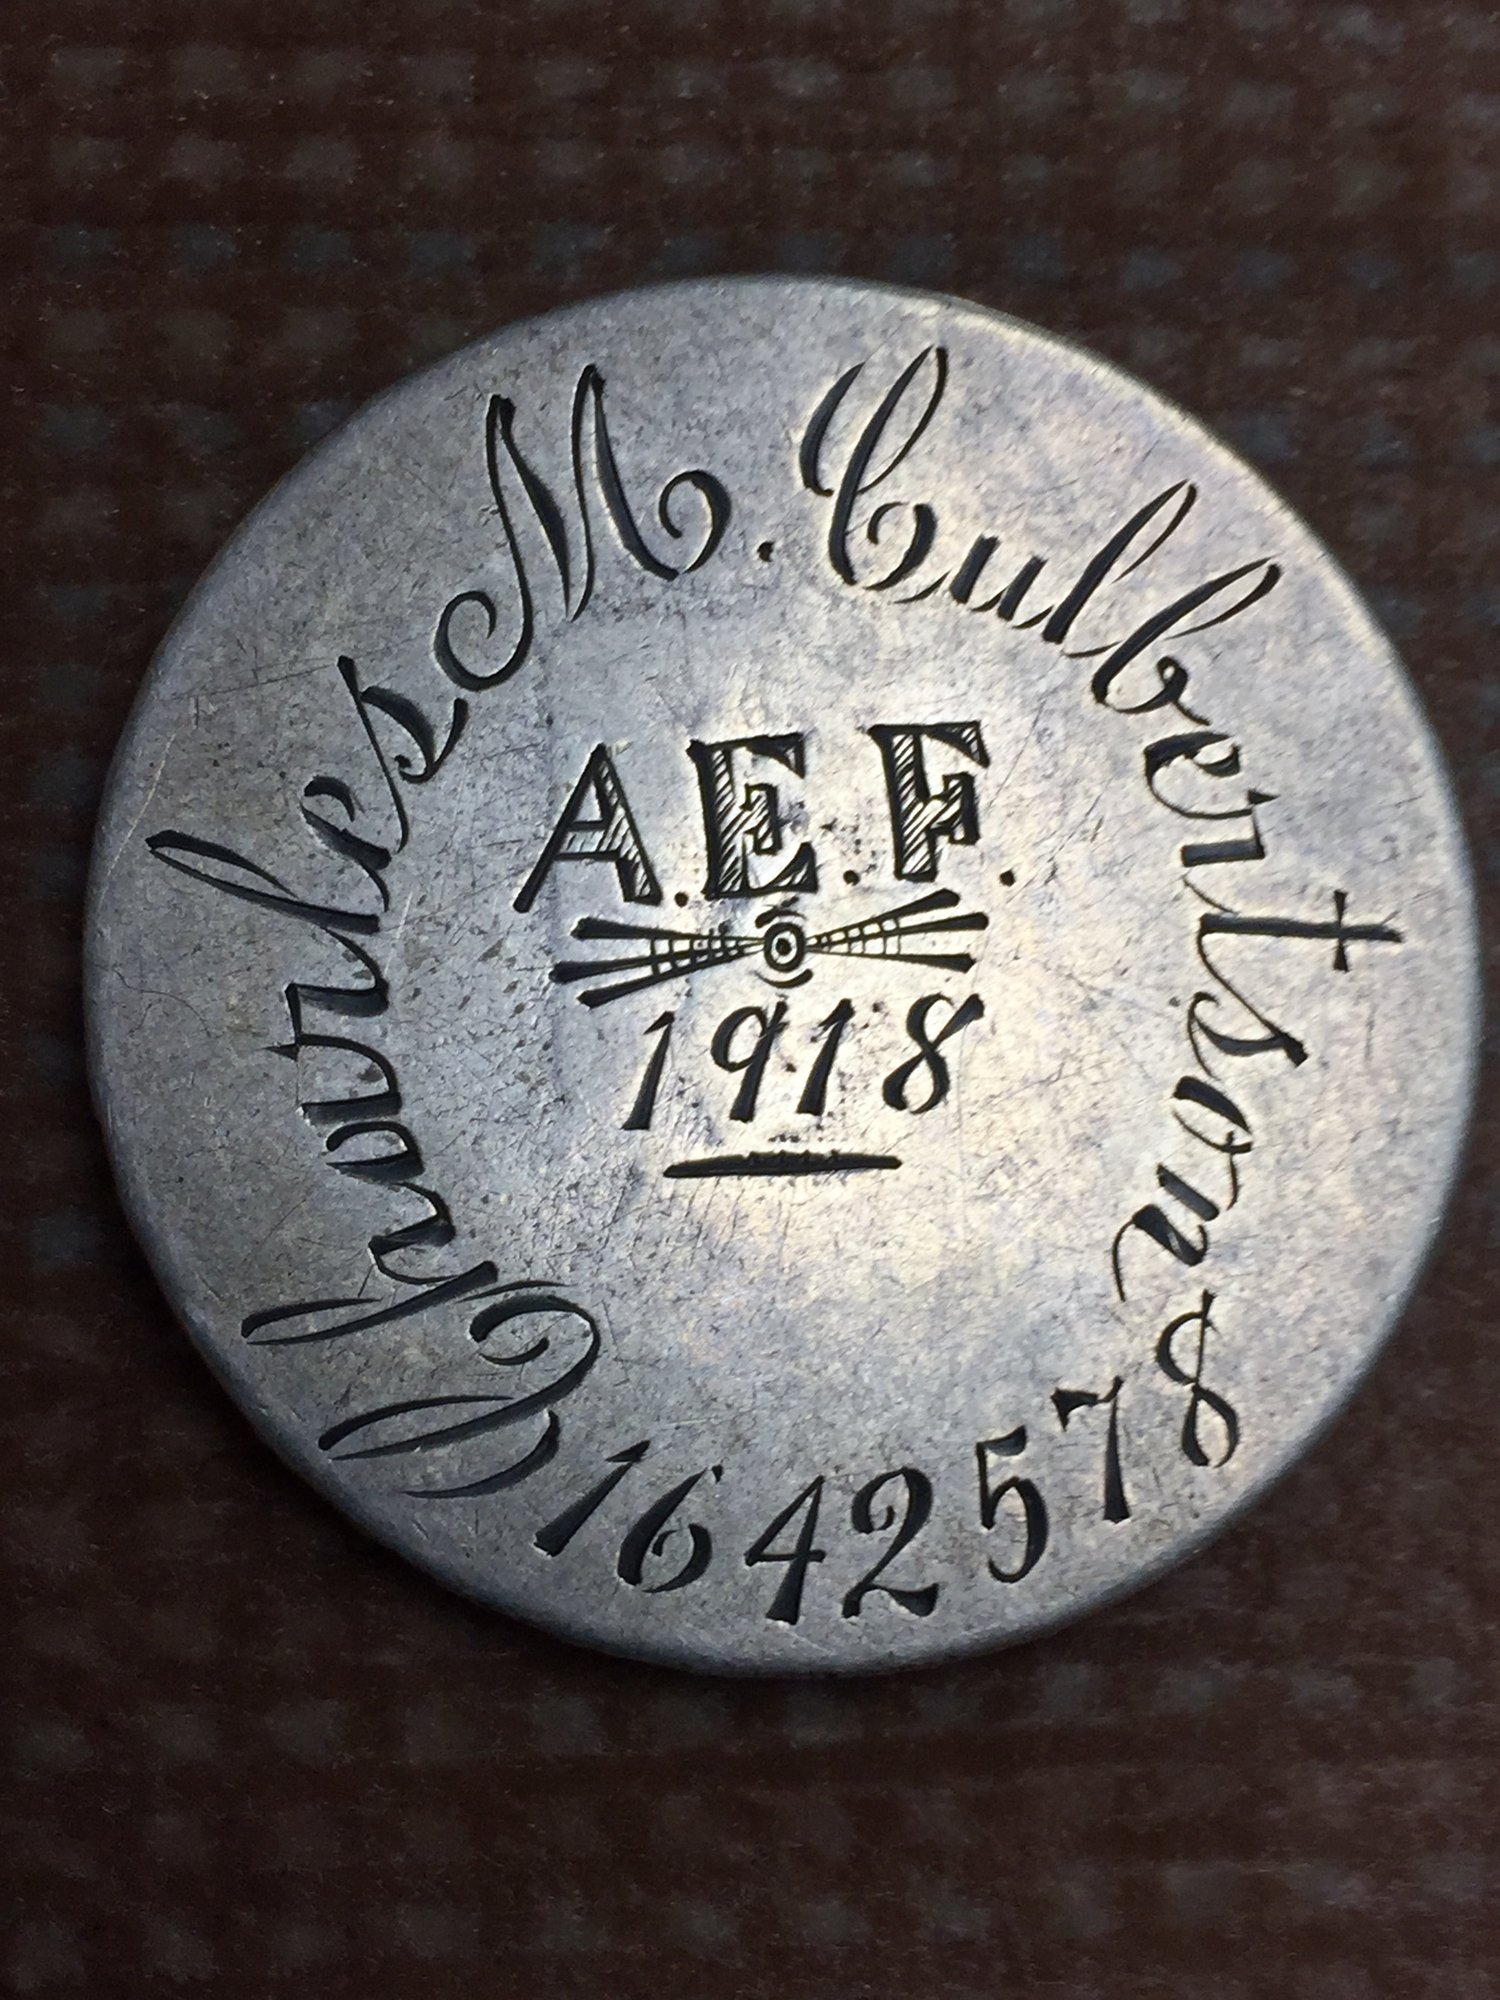 Charles M. Culbertson
A.E.F.
1918
1642578